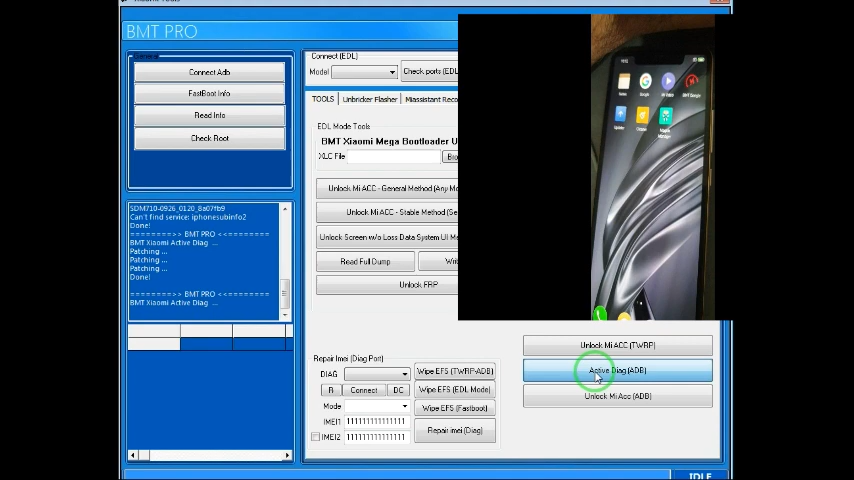 BMT PRO
Connect Adb
FastBoot Info
Read Info
Check Root
SDM710-0926_0120_8a07fb9
Can't find service: iphonesubinfo2
Done!
========>> BMT PRO <<========
BMT Xiaomi Active Diag ...
Patching ...
Patching ...
Patching ...
Done!
========>> BMT PRO <<========
BMT Xiaomi Active Diag ...
Connect (EDL)
Model
Check ports (EDL
TOOLS
Unbricker Flasher
Miassistant Reco
EDL Mode Tools
BMT Xiaomi Mega Bootloader U
XLC File
Bro
Unlock Mi ACC - General Method (Any Mo
Unlock Mi ACC - Stable Method (Se
Unlock Screen w/o Loss Data System UI Me
Read Full Dump
Wri
Unlock FRP
Repair Imei (Diag Port)
DIAG
R
Connect
DC
Mode
IMEI1
111111111111111
IMEI2
111111111111111
Wipe EFS (TWRP-ADB)
Wipe EFS (EDL Mode)
Wipe EFS (Fastboot)
Repair imei (Diag)
Unlock Mi ACC (TWRP)
Active Diag (ADB)
Unlock Mi Acc (ADB)
IDLE
Google